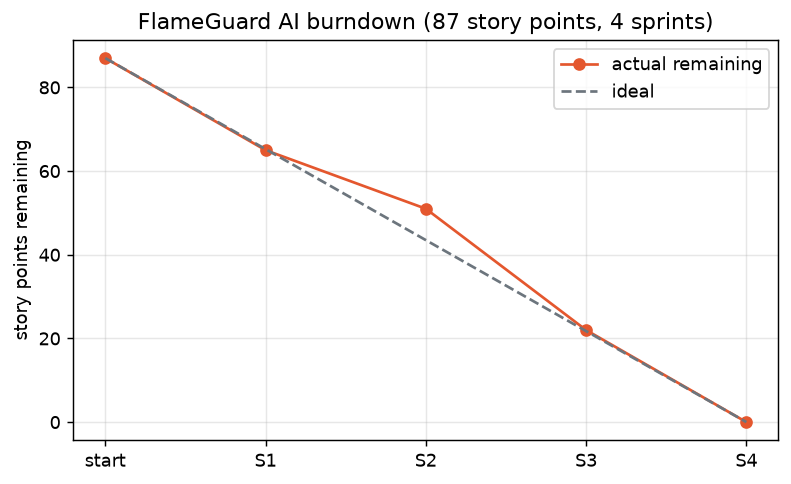 FlameGuard AI burndown (87 story points, 4 sprints)
actual remaining
ideal
story points remaining
80
60
40
20
0
start S1 S2 S3 S4